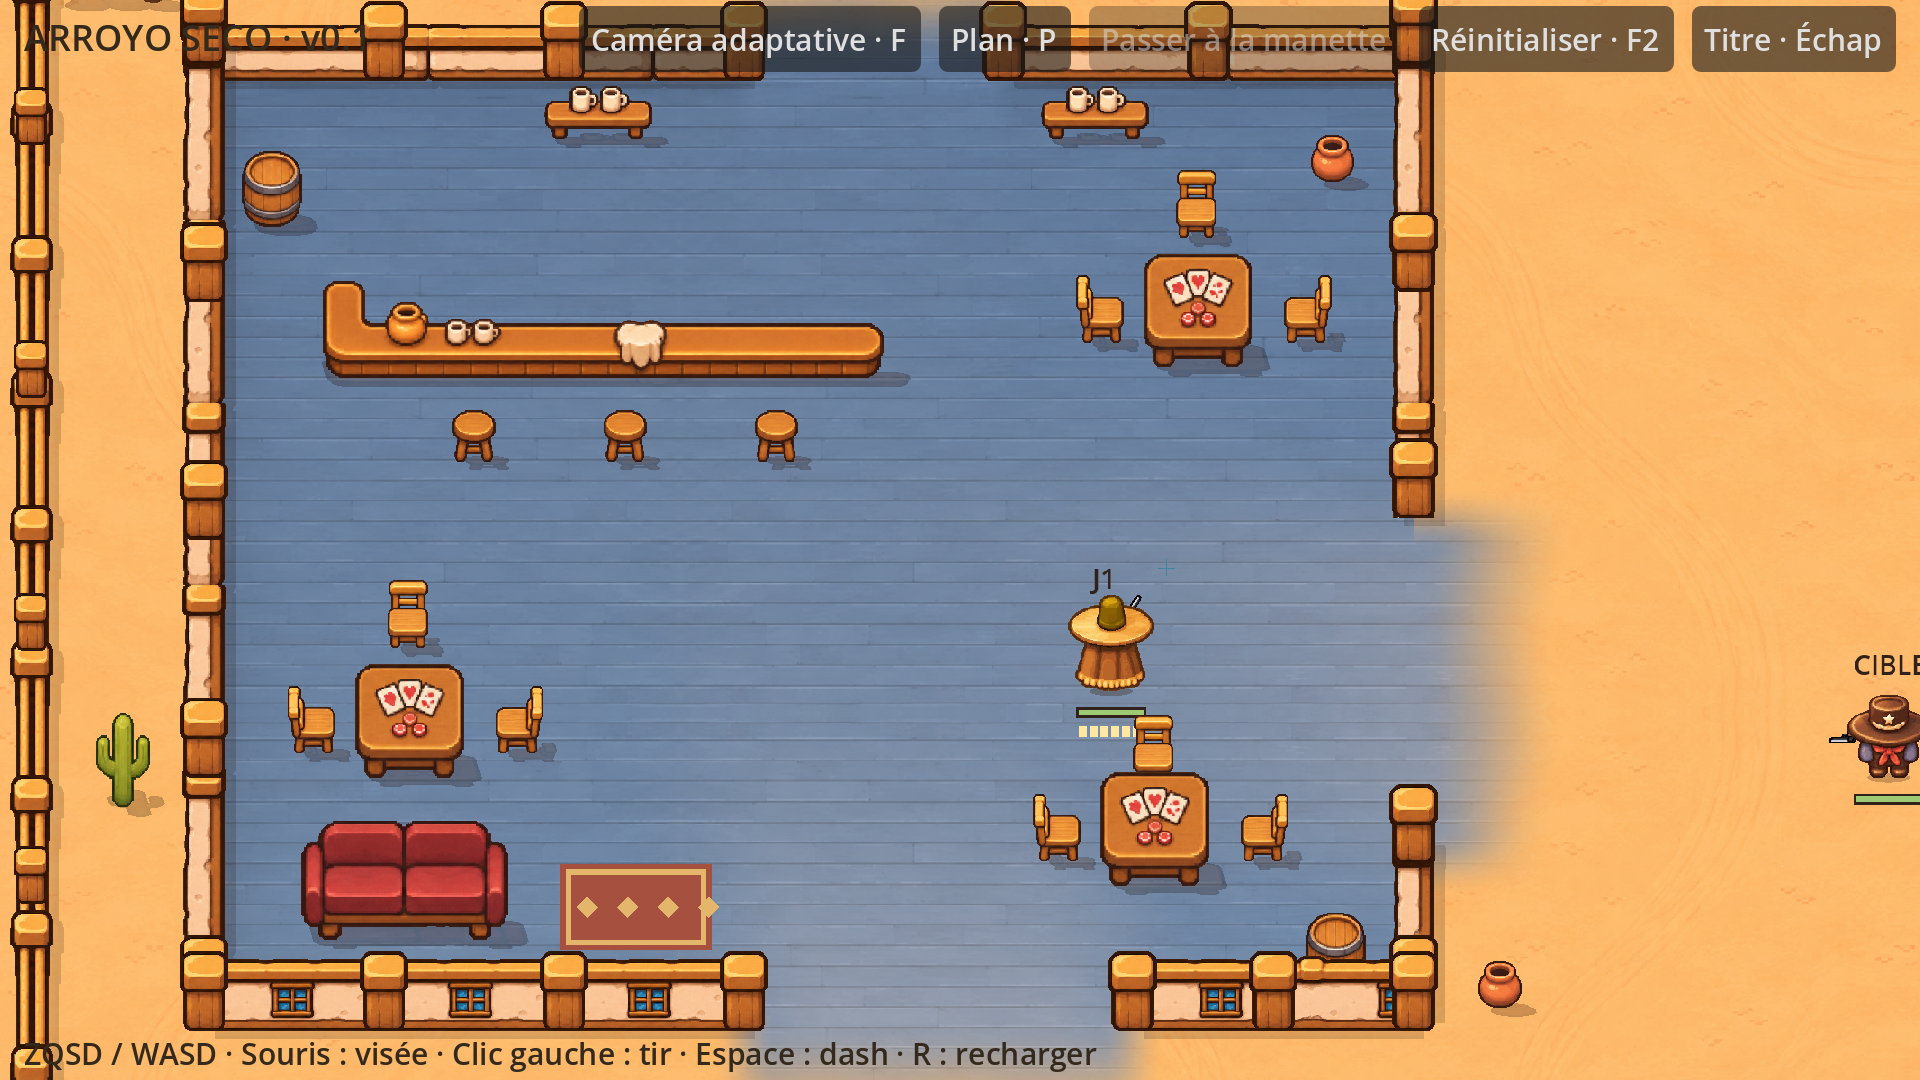 ARROYO SECO · v0.1
Caméra adaptative · F
Plan · P
Passer à la manette
Réinitialiser · F2
Titre · Échap
J1
CIBLE
ZQSD / WASD · Souris : visée · Clic gauche : tir · Espace : dash · R : recharger